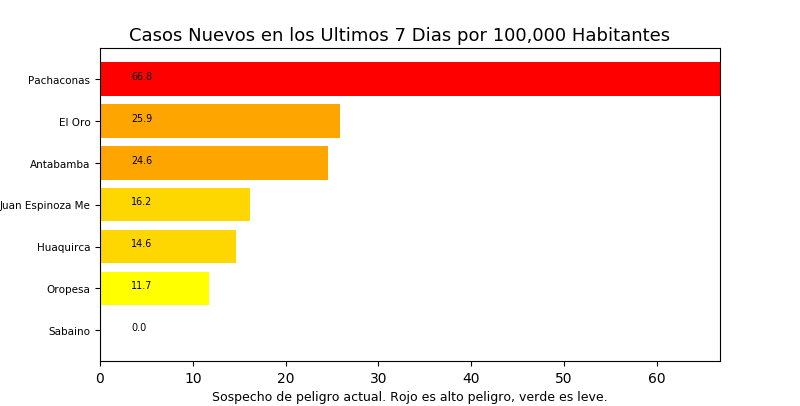 Casos Nuevos en los Ultimos 7 Dias por 100,000 Habitantes
Pachaconas 66.8
El Oro 25.9
Antabamba 24.6
Juan Espinoza Me 16.2
Huaquirca 14.6
Oropesa 11.7
Sabaino 0.0
0 10 20 30 40 50 60
Sospecho de peligro actual. Rojo es alto peligro, verde es leve.